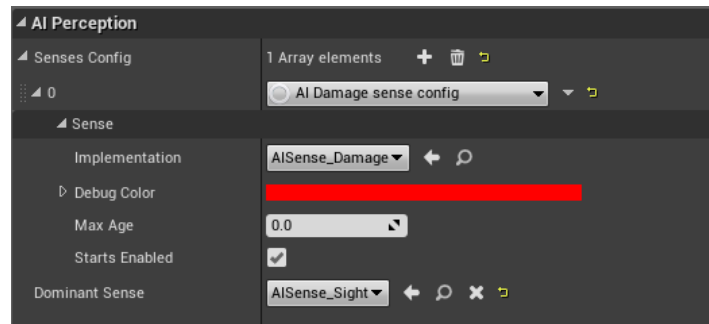 AI Perception
Senses Config 1 Array elements
0 AI Damage sense config
Sense
Implementation AISense_Damage
Debug Color
Max Age 0.0
Starts Enabled
Dominant Sense AISense_Sight